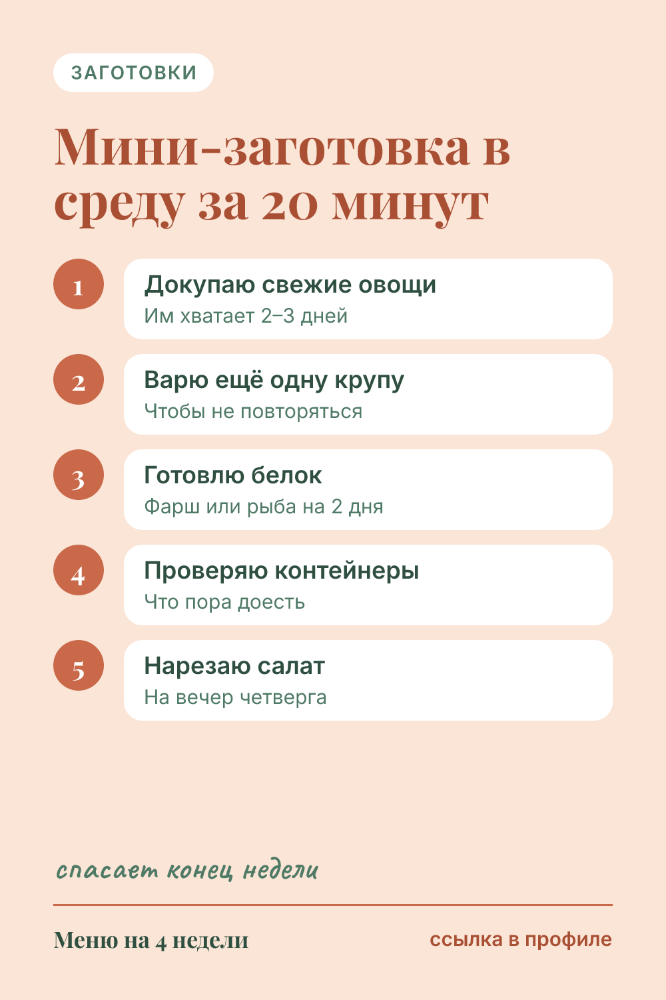 ЗАГОТОВКИ
Мини-заготовка в
среду за 20 минут
1
Докупаю свежие овощи
Им хватает 2–3 дней
2
Варю ещё одну крупу
Чтобы не повторяться
3
Готовлю белок
Фарш или рыба на 2 дня
4
Проверяю контейнеры
Что пора доесть
5
Нарезаю салат
На вечер четверга
спасает конец недели
Меню на 4 недели
ссылка в профиле